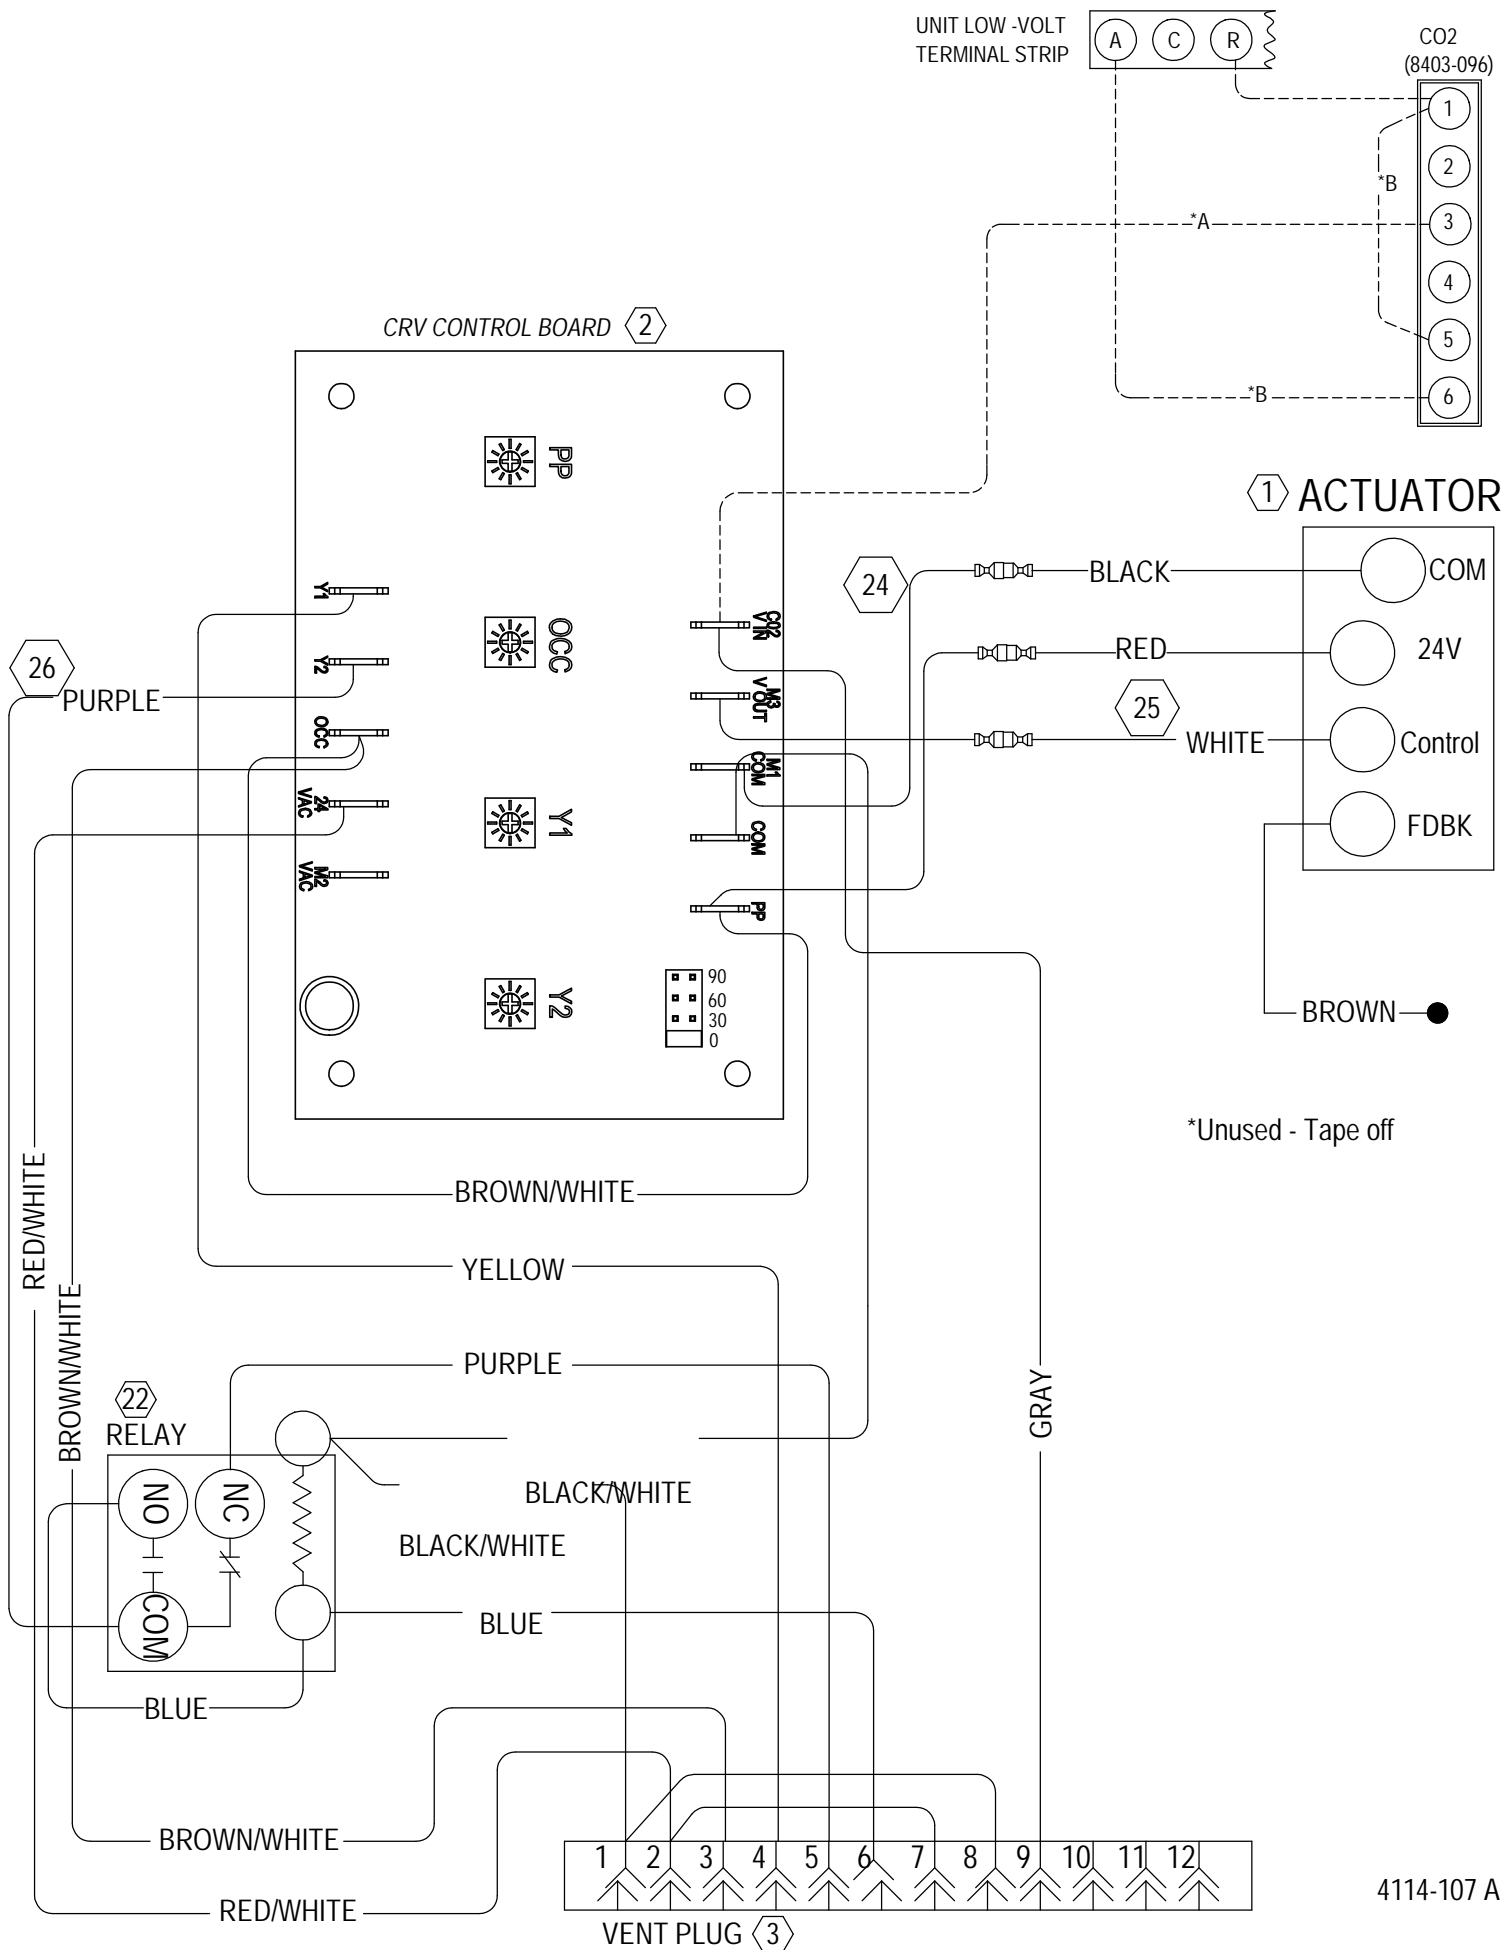 UNIT LOW -VOLT
TERMINAL STRIP
A C R
CO2
(8403-096)
1
2
3
4
5
6
*B
*A
*B
CRV CONTROL BOARD 2
PP
OCC
Y1
Y2
Y1
Y2
OCC
24
VAC
M2
VAC
CO2
V IN
M3
V OUT
M1
COM
COM
PP
90
60
30
0
1 ACTUATOR
COM
24V
Control
FDBK
24
BLACK
RED
25
WHITE
BROWN
*Unused - Tape off
26
PURPLE
RED/WHITE
BROWN/WHITE
BROWN/WHITE
YELLOW
PURPLE
GRAY
22
RELAY
NO
NC
COM
BLACK/WHITE
BLACK/WHITE
BLUE
BLUE
BROWN/WHITE
RED/WHITE
1 2 3 4 5 6 7 8 9 10 11 12
VENT PLUG 3
4114-107 A